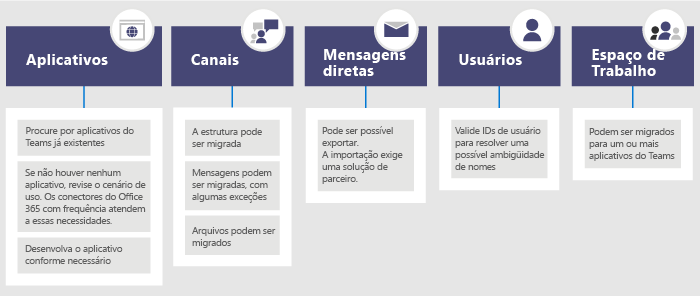 Aplicativos
Procure por aplicativos do
Teams já existentes
Se não houver nenhum
aplicativo, revise o cenário de
uso. Os conectores do Office
365 com frequência atendem
a essas necessidades.
Desenvolva o aplicativo
conforme necessário
Canais
A estrutura pode
ser migrada
Mensagens podem
ser migradas, com
algumas exceções
Arquivos podem ser
migrados
Mensagens
diretas
Pode ser possível
exportar.
A importação exige
uma solução de
parceiro.
Usuários
Valide IDs de usuário
para resolver uma
possível ambigüidade
de nomes
Espaço de
Trabalho
Podem ser migrados
para um ou mais
aplicativos do Teams